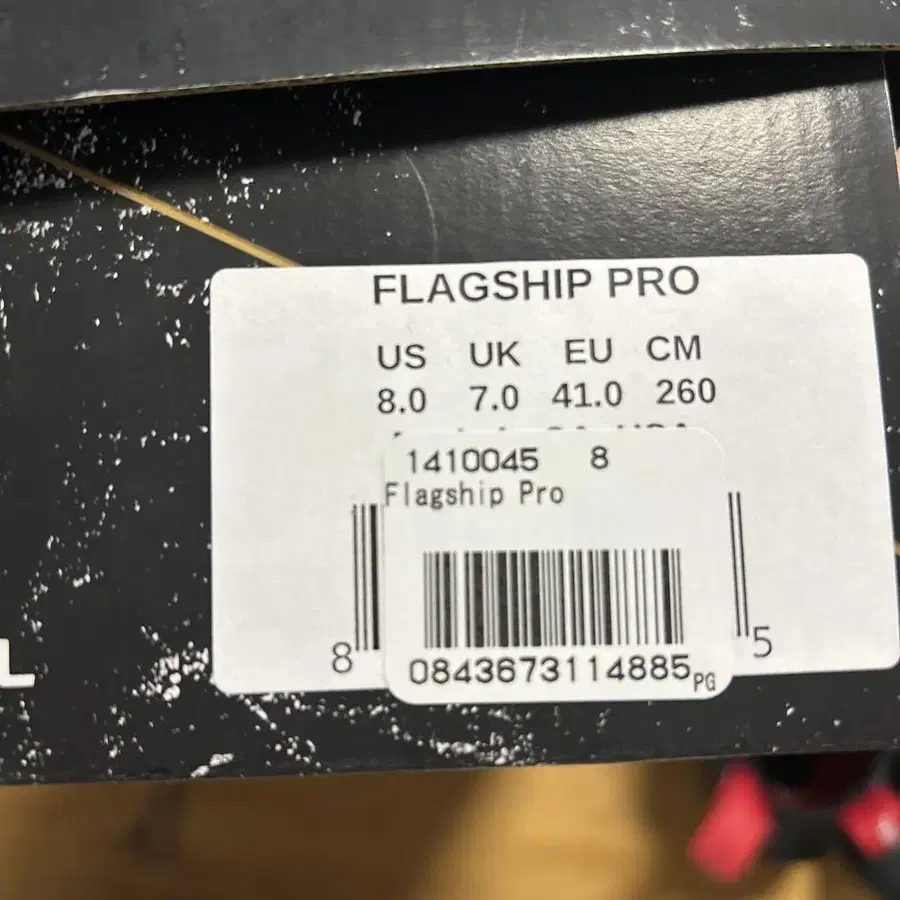 FLAGSHIP PRO
US UK EU CM
8.0 7.0 41.0 260
1410045 8
Flagship Pro
8 5
0843673114885PG